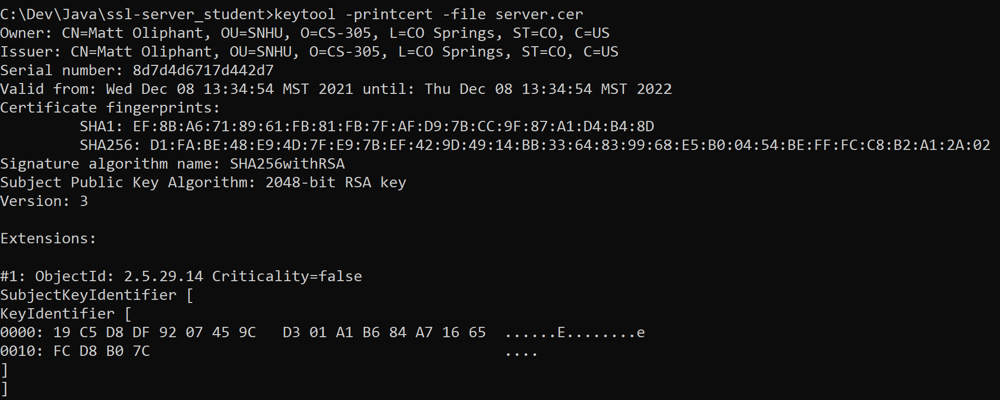 C:\Dev\Java\ssl-server_student>keytool -printcert -file server.cer
Owner: CN=Matt Oliphant, OU=SNHU, O=CS-305, L=CO Springs, ST=CO, C=US
Issuer: CN=Matt Oliphant, OU=SNHU, O=CS-305, L=CO Springs, ST=CO, C=US
Serial number: 8d7d4d6717d442d7
Valid from: Wed Dec 08 13:34:54 MST 2021 until: Thu Dec 08 13:34:54 MST 2022
Certificate fingerprints:
         SHA1: EF:8B:A6:71:89:61:FB:81:FB:7F:AF:D9:7B:CC:9F:87:A1:D4:B4:8D
         SHA256: D1:FA:BE:48:E9:4D:7F:E9:7B:EF:42:9D:49:14:BB:33:64:83:99:68:E5:B0:04:54:BE:FF:FC:C8:B2:A1:2A:02
Signature algorithm name: SHA256withRSA
Subject Public Key Algorithm: 2048-bit RSA key
Version: 3
Extensions:
#1: ObjectId: 2.5.29.14 Criticality=false
SubjectKeyIdentifier [
KeyIdentifier [
0000: 19 C5 D8 DF 92 07 45 9C   D3 01 A1 B6 84 A7 16 65  ......E........e
0010: FC D8 B0 7C                                        ....
]
]